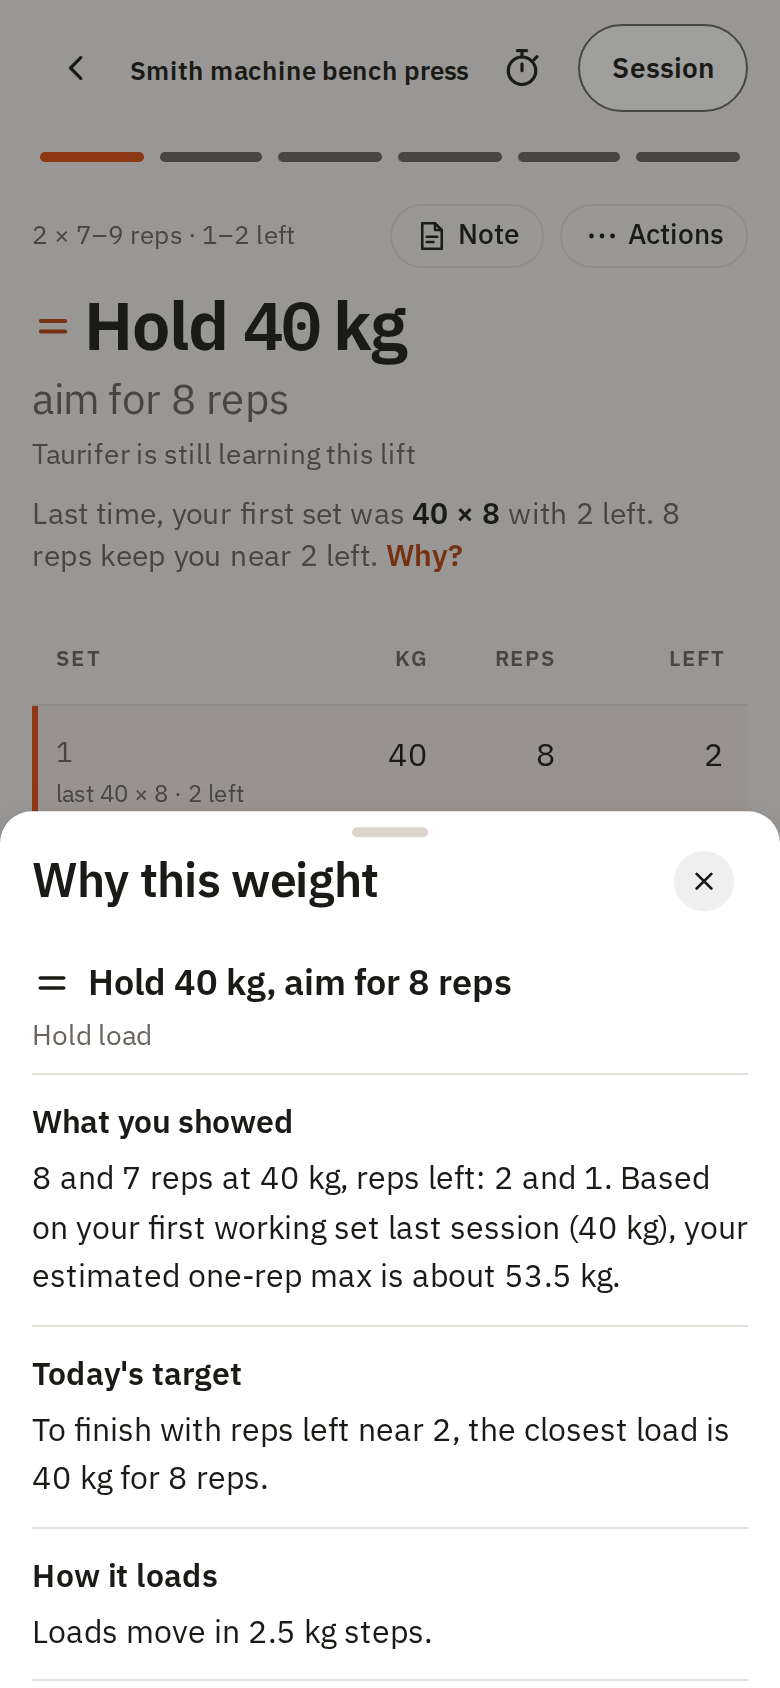 Smith machine bench press
Session
2 × 7–9 reps · 1–2 left
Note
··· Actions
= Hold 40 kg
aim for 8 reps
Taurifer is still learning this lift
Last time, your first set was 40 × 8 with 2 left. 8
reps keep you near 2 left. Why?
SET KG REPS LEFT
1 40 8 2
last 40 × 8 · 2 left
Why this weight
= Hold 40 kg, aim for 8 reps
Hold load
What you showed
8 and 7 reps at 40 kg, reps left: 2 and 1. Based
on your first working set last session (40 kg), your
estimated one-rep max is about 53.5 kg.
Today's target
To finish with reps left near 2, the closest load is
40 kg for 8 reps.
How it loads
Loads move in 2.5 kg steps.